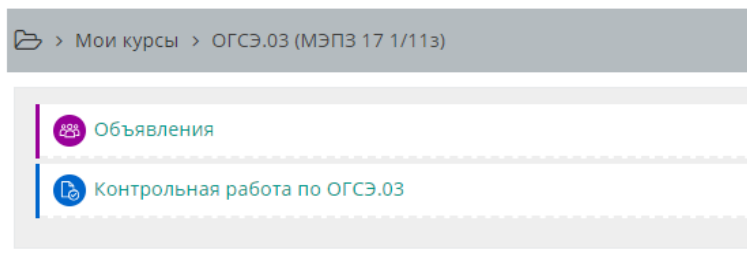 > Мои курсы > ОГСЭ.03 (МЭПЗ 17 1/11з)
Объявления
Контрольная работа по ОГСЭ.03